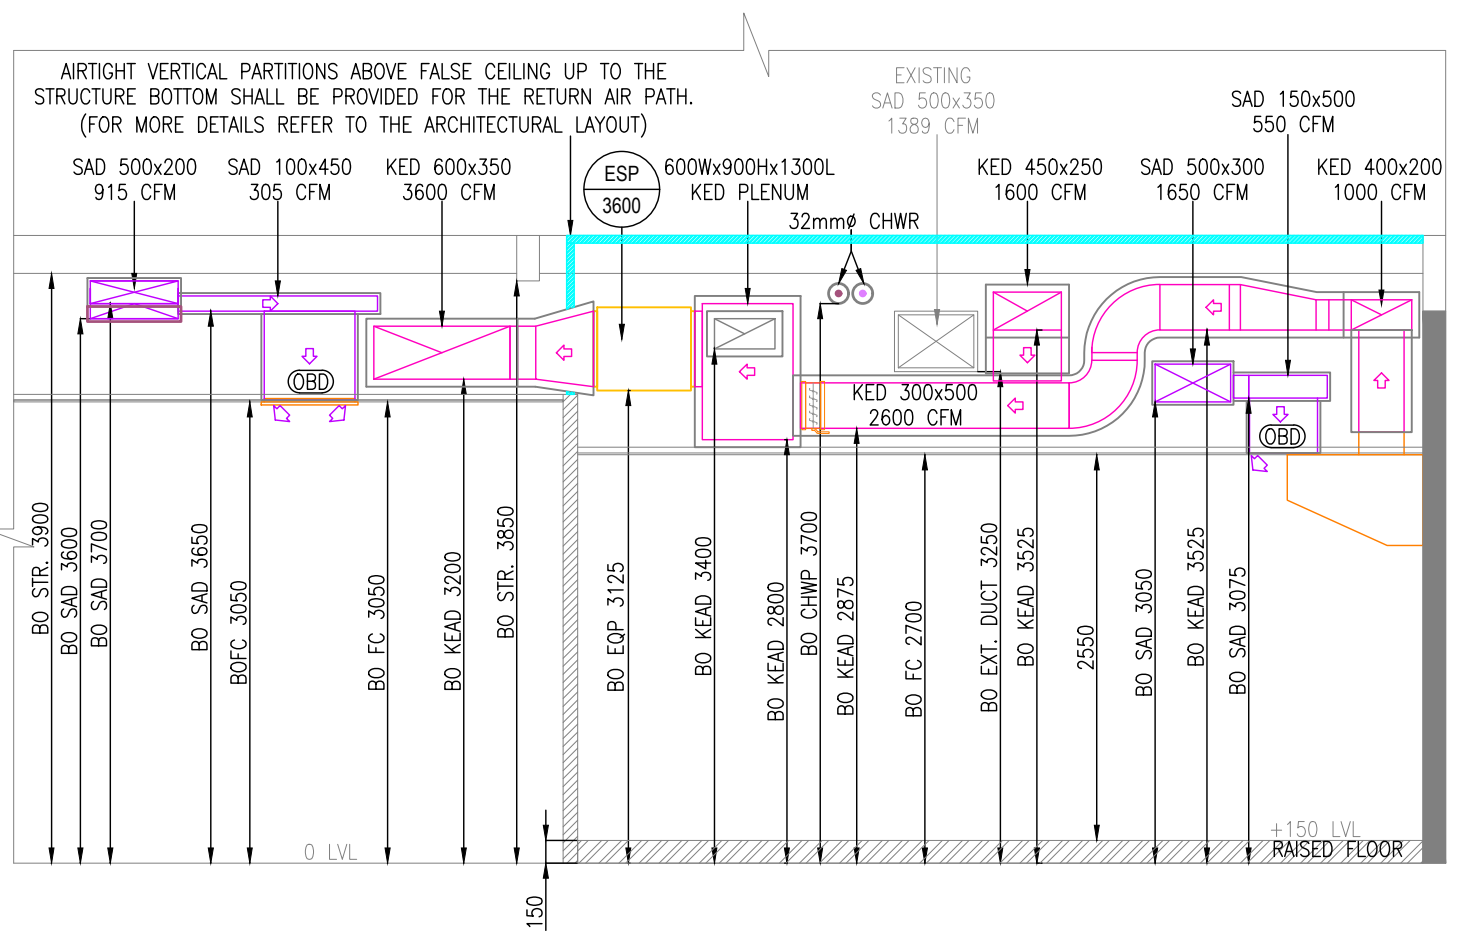 AIRTIGHT VERTICAL PARTITIONS ABOVE FALSE CEILING UP TO THE
STRUCTURE BOTTOM SHALL BE PROVIDED FOR THE RETURN AIR PATH.
(FOR MORE DETAILS REFER TO THE ARCHITECTURAL LAYOUT)
EXISTING
SAD 500x350
1389 CFM
SAD 150x500
550 CFM
SAD 500x200
915 CFM
SAD 100x450
305 CFM
KED 600x350
3600 CFM
ESP
3600
600Wx900Hx1300L
KED PLENUM
32mmø CHWR
KED 450x250
1600 CFM
SAD 500x300
1650 CFM
KED 400x200
1000 CFM
OBD
KED 300x500
2600 CFM
OBD
BO STR. 3900
BO SAD 3600
BO SAD 3700
BO SAD 3650
BOFC 3050
BO FC 3050
BO KEAD 3200
BO STR. 3850
BO EQP 3125
BO KEAD 3400
BO KEAD 2800
BO CHWP 3700
BO KEAD 2875
BO FC 2700
BO EXT. DUCT 3250
BO KEAD 3525
2550
BO SAD 3050
BO KEAD 3525
BO SAD 3075
0 LVL
+150 LVL
RAISED FLOOR
150